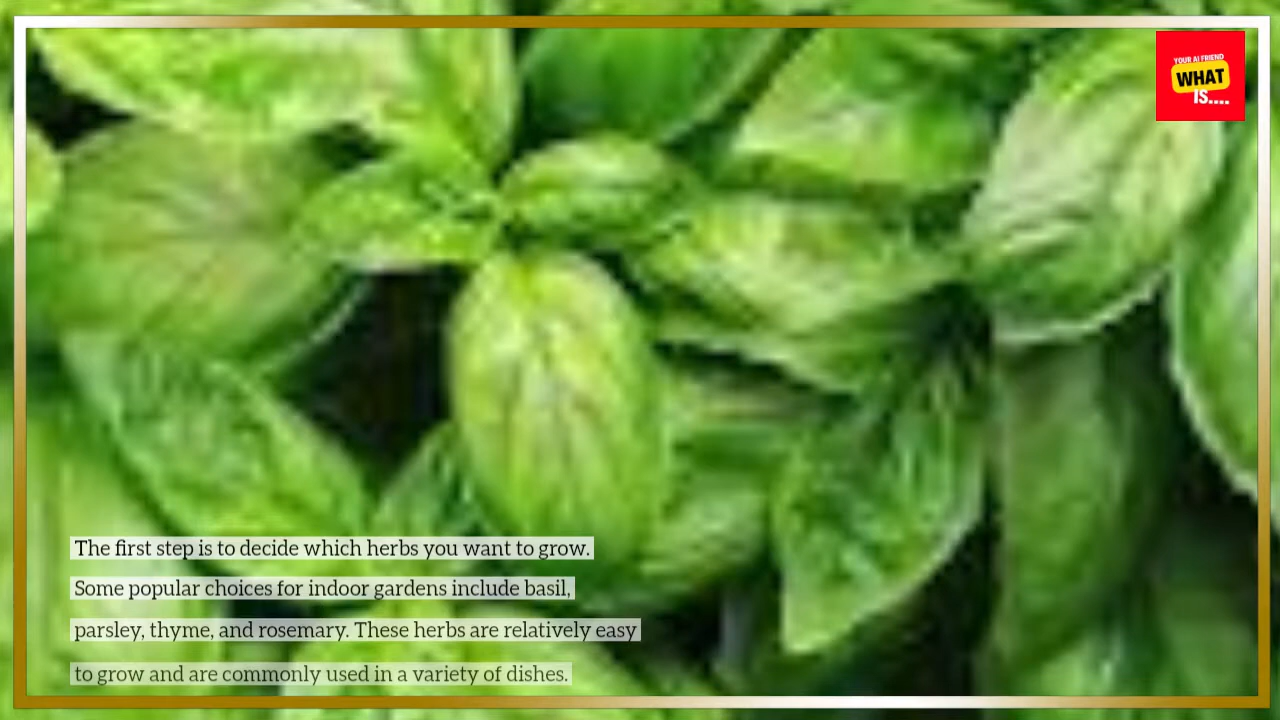 YOUR AI FRIEND
WHAT
IS....
The first step is to decide which herbs you want to grow.
Some popular choices for indoor gardens include basil,
parsley, thyme, and rosemary. These herbs are relatively easy
to grow and are commonly used in a variety of dishes.